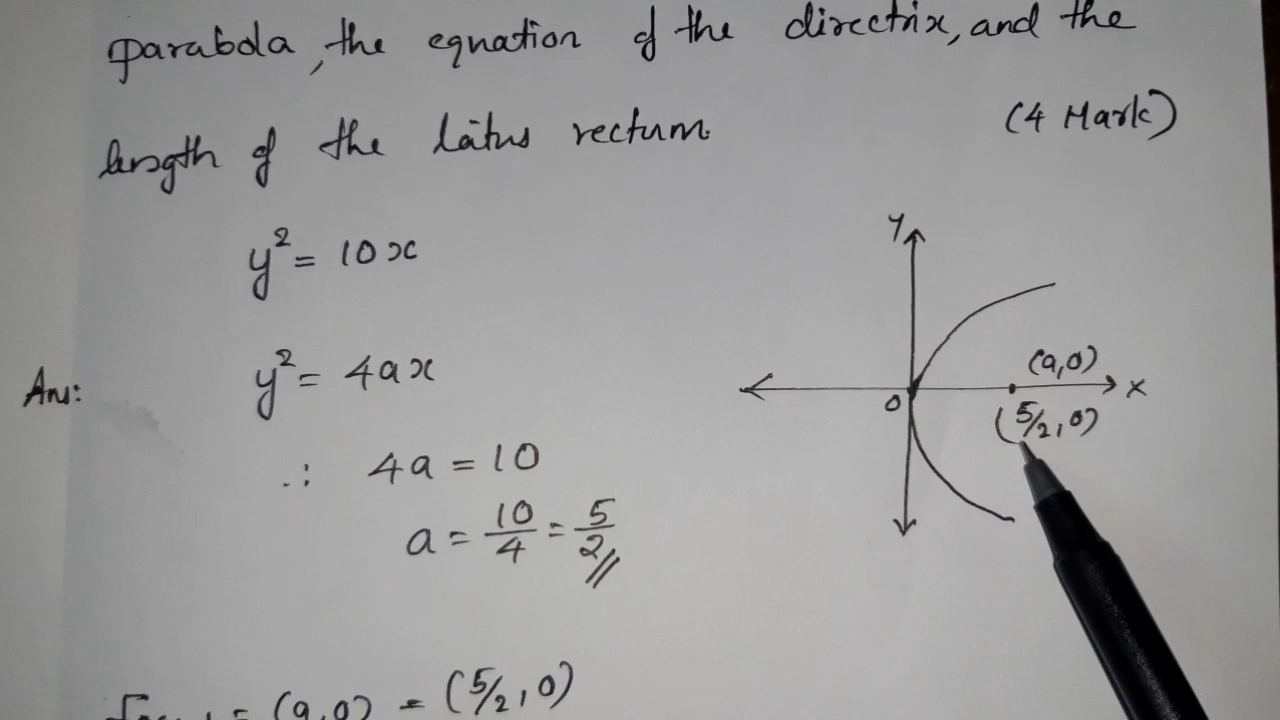 parabola, the equation of the directrix, and the
length of the latus rectum.
(4 Mark)
y² = 10x
Ans: y² = 4ax
∴ 4a = 10
a = 10/4 = 5/2
Y
(a,0)
O
X
(5/2, 0)
= (a,0) = (5/2, 0)